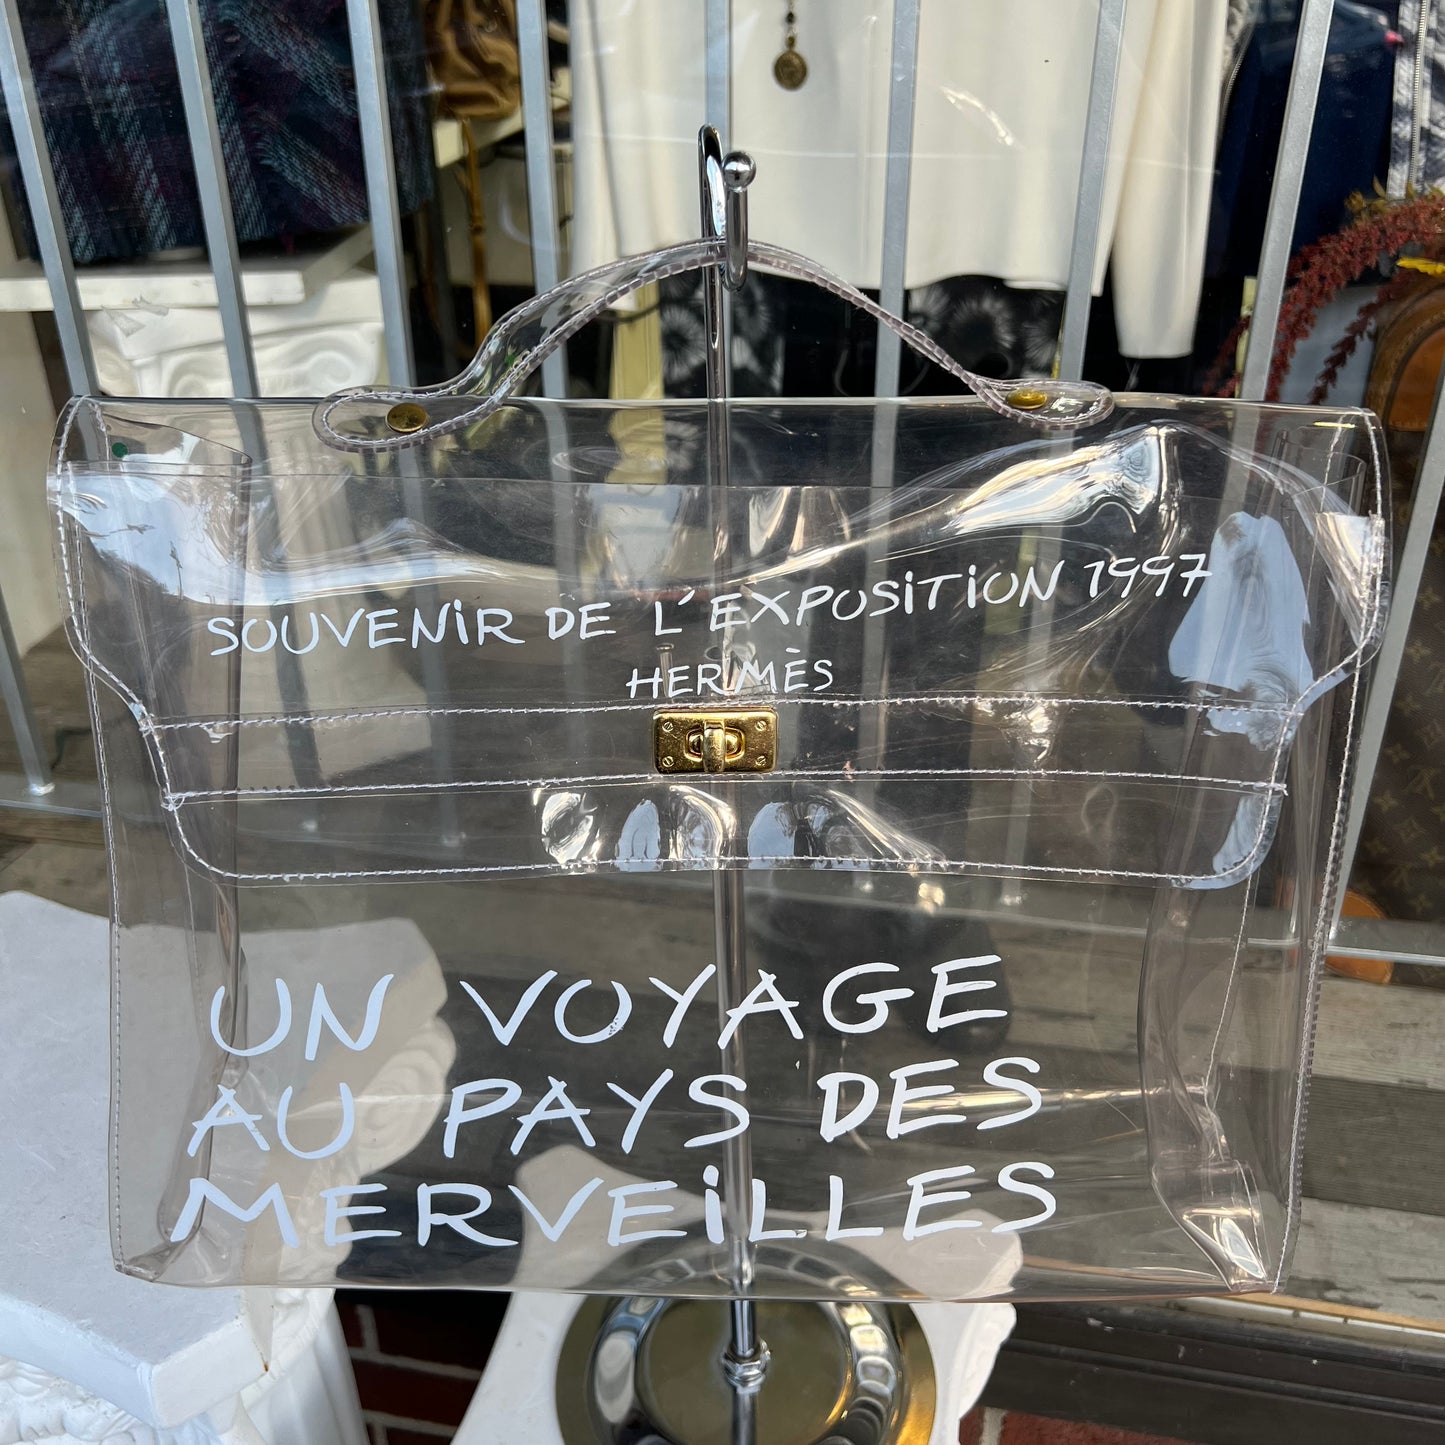 SOUVENiR DE L'EXPOSiTiON 1997
HERMÈS
UN VOYAGE
AU PAYS DES
MERVEiLLES